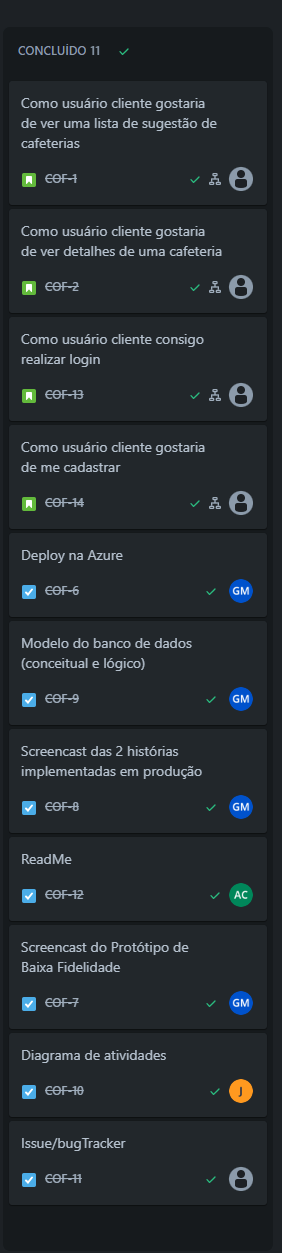 CONCLUÍDO 11
Como usuário cliente gostaria
de ver uma lista de sugestão de
cafeterias
COF-1
Como usuário cliente gostaria
de ver detalhes de uma cafeteria
COF-2
Como usuário cliente consigo
realizar login
COF-13
Como usuário cliente gostaria
de me cadastrar
COF-14
Deploy na Azure
COF-6
GM
Modelo do banco de dados
(conceitual e lógico)
COF-9
GM
Screencast das 2 histórias
implementadas em produção
COF-8
GM
ReadMe
COF-12
AC
Screencast do Protótipo de
Baixa Fidelidade
COF-7
GM
Diagrama de atividades
COF-10
J
Issue/bugTracker
COF-11